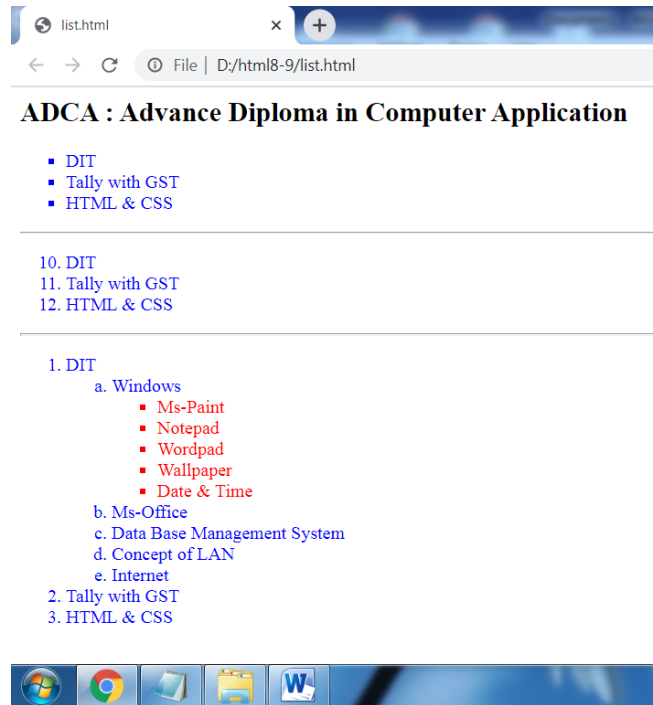 list.html
File | D:/html8-9/list.html
ADCA : Advance Diploma in Computer Application
DIT
Tally with GST
HTML & CSS
10. DIT
11. Tally with GST
12. HTML & CSS
1. DIT
a. Windows
Ms-Paint
Notepad
Wordpad
Wallpaper
Date & Time
b. Ms-Office
c. Data Base Management System
d. Concept of LAN
e. Internet
2. Tally with GST
3. HTML & CSS
W